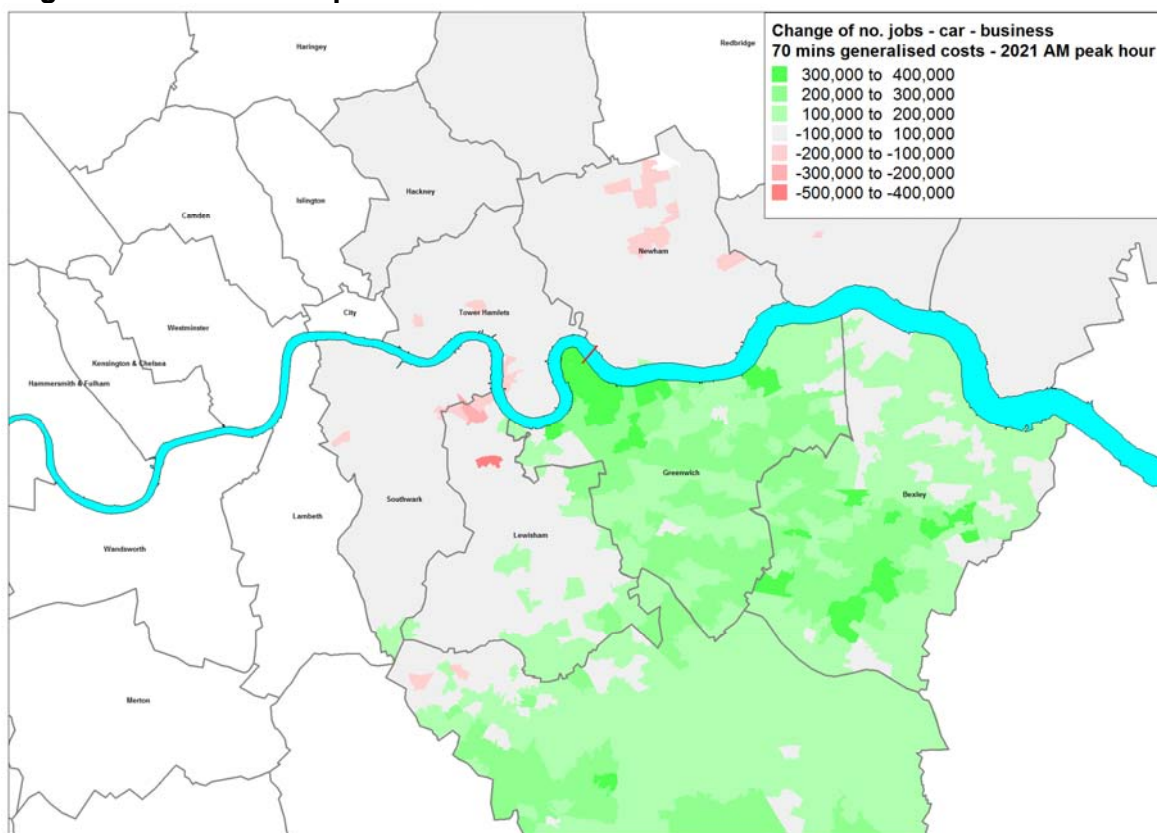 Haringey
Redbridge
Change of no. jobs - car - business
70 mins generalised costs - 2021 AM peak hour
300,000 to 400,000
200,000 to 300,000
100,000 to 200,000
-100,000 to 100,000
-200,000 to -100,000
-300,000 to -200,000
-500,000 to -400,000
Hackney
Islington
Camden
Newham
City
Tower Hamlets
Westminster
Kensington & Chelsea
Hammersmith & Fulham
Greenwich
Bexley
Southwark
Lambeth
Lewisham
Wandsworth
Merton